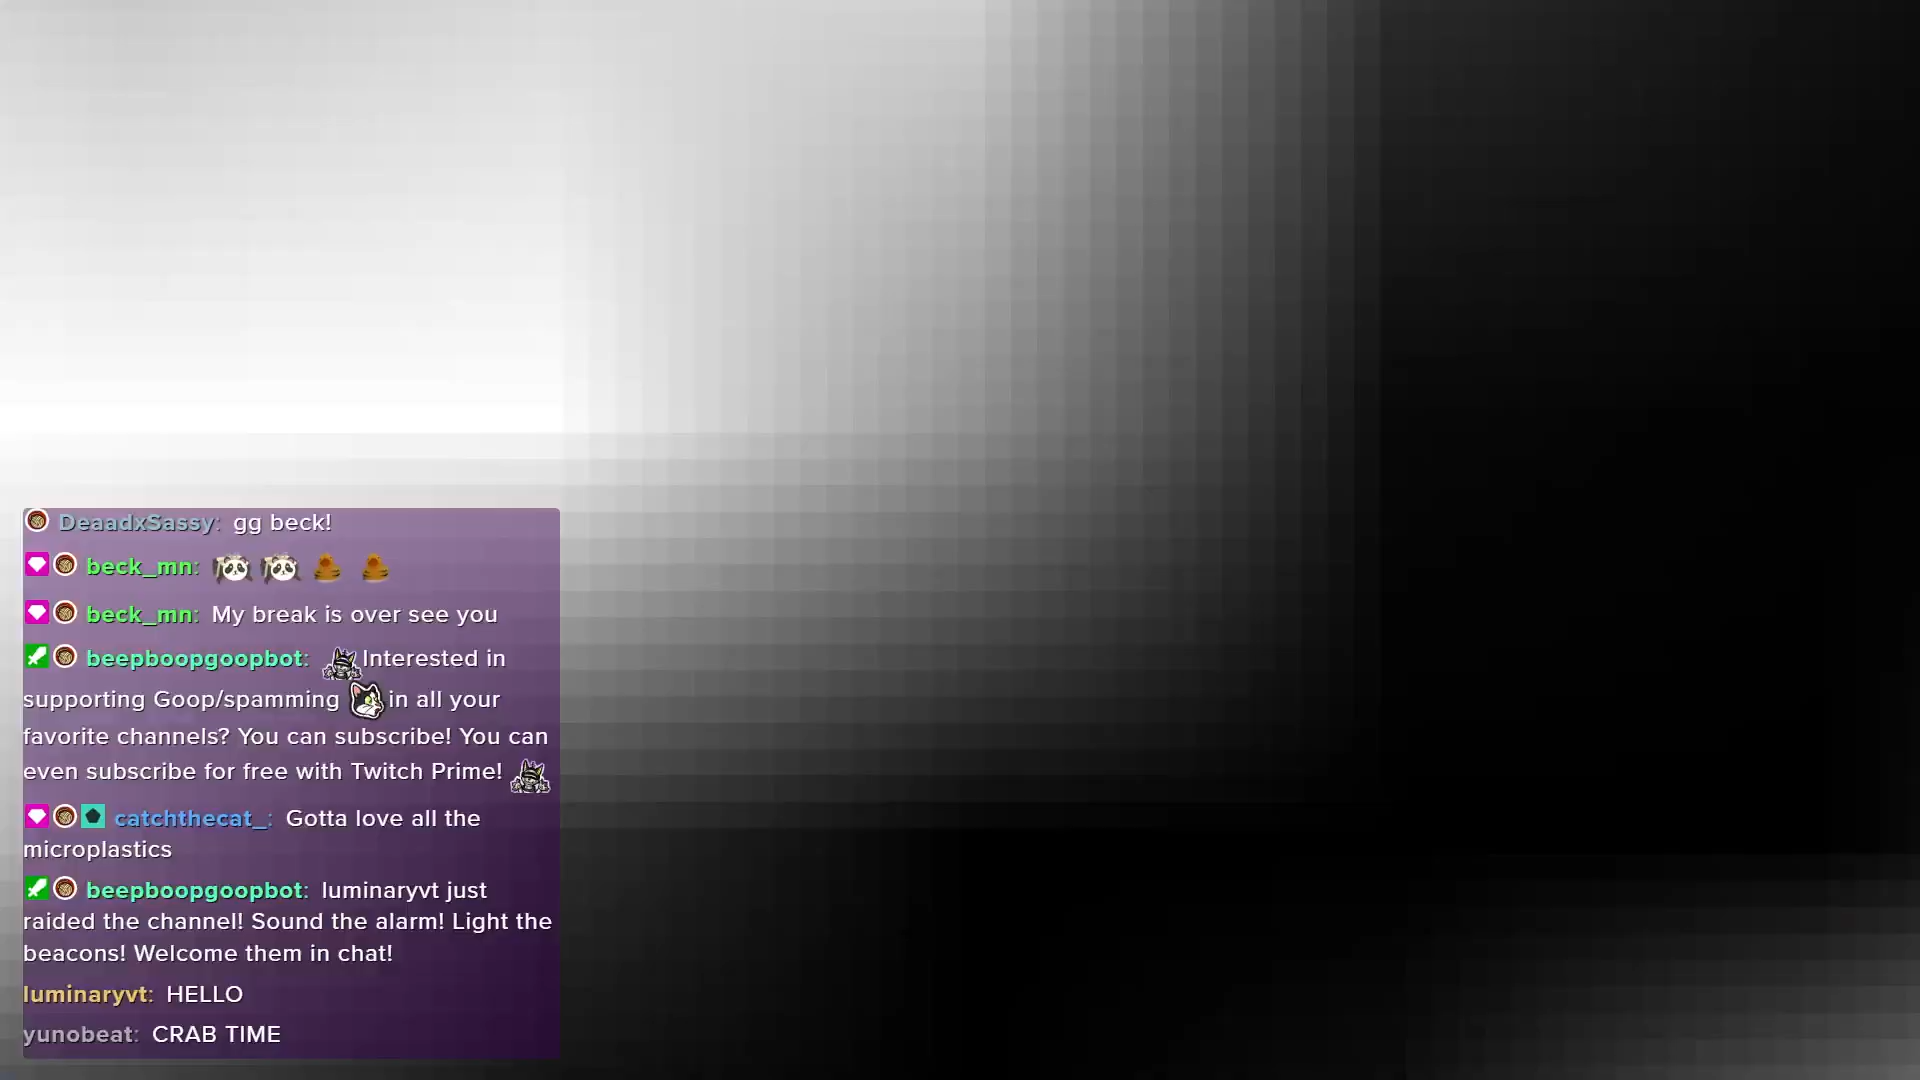 DeaadxSassy: gg beck!
beck_mn:
beck_mn: My break is over see you
beepboopgoopbot: Interested in
supporting Goop/spamming in all your
favorite channels? You can subscribe! You can
even subscribe for free with Twitch Prime!
catchthecat_: Gotta love all the
microplastics
beepboopgoopbot: luminaryvt just
raided the channel! Sound the alarm! Light the
beacons! Welcome them in chat!
luminaryvt: HELLO
yunobeat: CRAB TIME